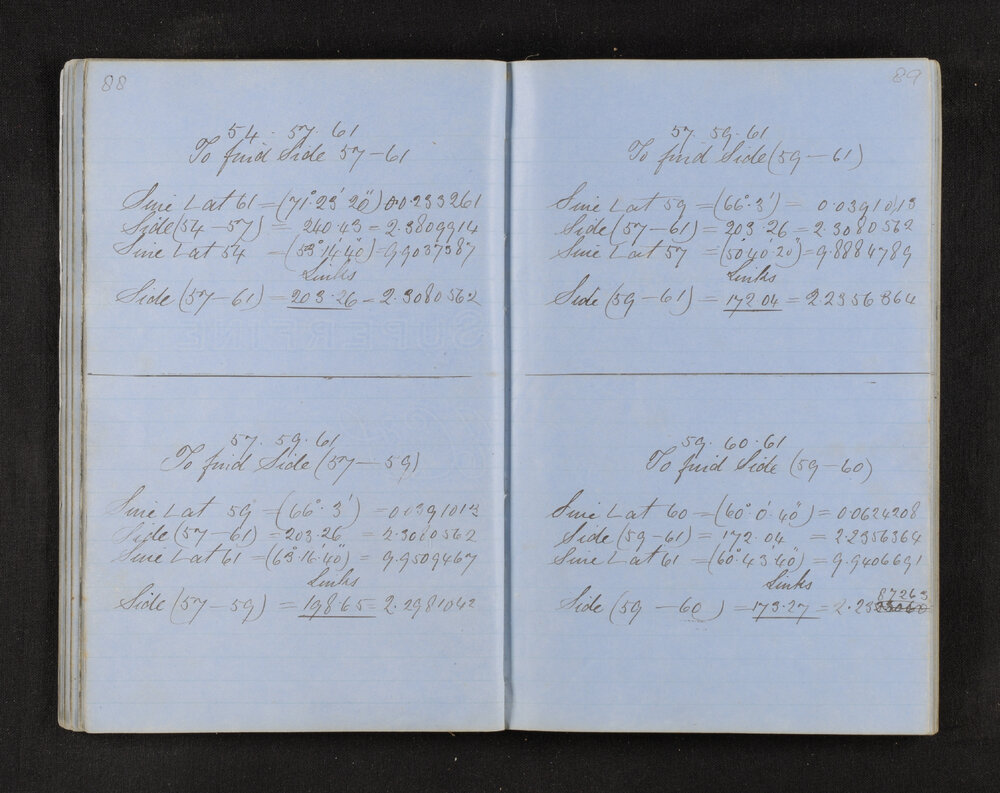 88
54 . 57 . 61
To find Side 57 – 61
Sine ∠ at 61 = (71° 23' 20") 0.0233261
Side (54 – 57) = 240.43 = 2.3809914
Sine ∠ at 54 = (53° 14' 40") = 9.9037387
Links
Side (57 – 61) = 203.26 = 2.3080562
57 . 59 . 61
To find Side (57 – 59)
Sine ∠ at 59 = (66° 3') = 0.0391013
Side (57 – 61) = 203.26 = 2.3080562
Sine ∠ at 61 = (63° 16' 40") = 9.9509467
Links
Side (57 – 59) = 198.65 = 2.2981042
89
57 . 59 . 61
To find Side (59 – 61)
Sine ∠ at 59 = (66° 3') = 0.0391013
Side (57 – 61) = 203.26 = 2.3080562
Sine ∠ at 57 = (50° 40' 20") = 9.8884789
Links
Side (59 – 61) = 172.04 = 2.2356364
59 . 60 . 61
To find Side (59 – 60)
Sine ∠ at 60 = (60° 0' 40") = 0.0624208
Side (59 – 61) = 172.04 = 2.2356364
Sine ∠ at 61 = (60° 43' 40") = 9.9406691
Links
87263
Side (59 – 60) = 173.27 = 2.23